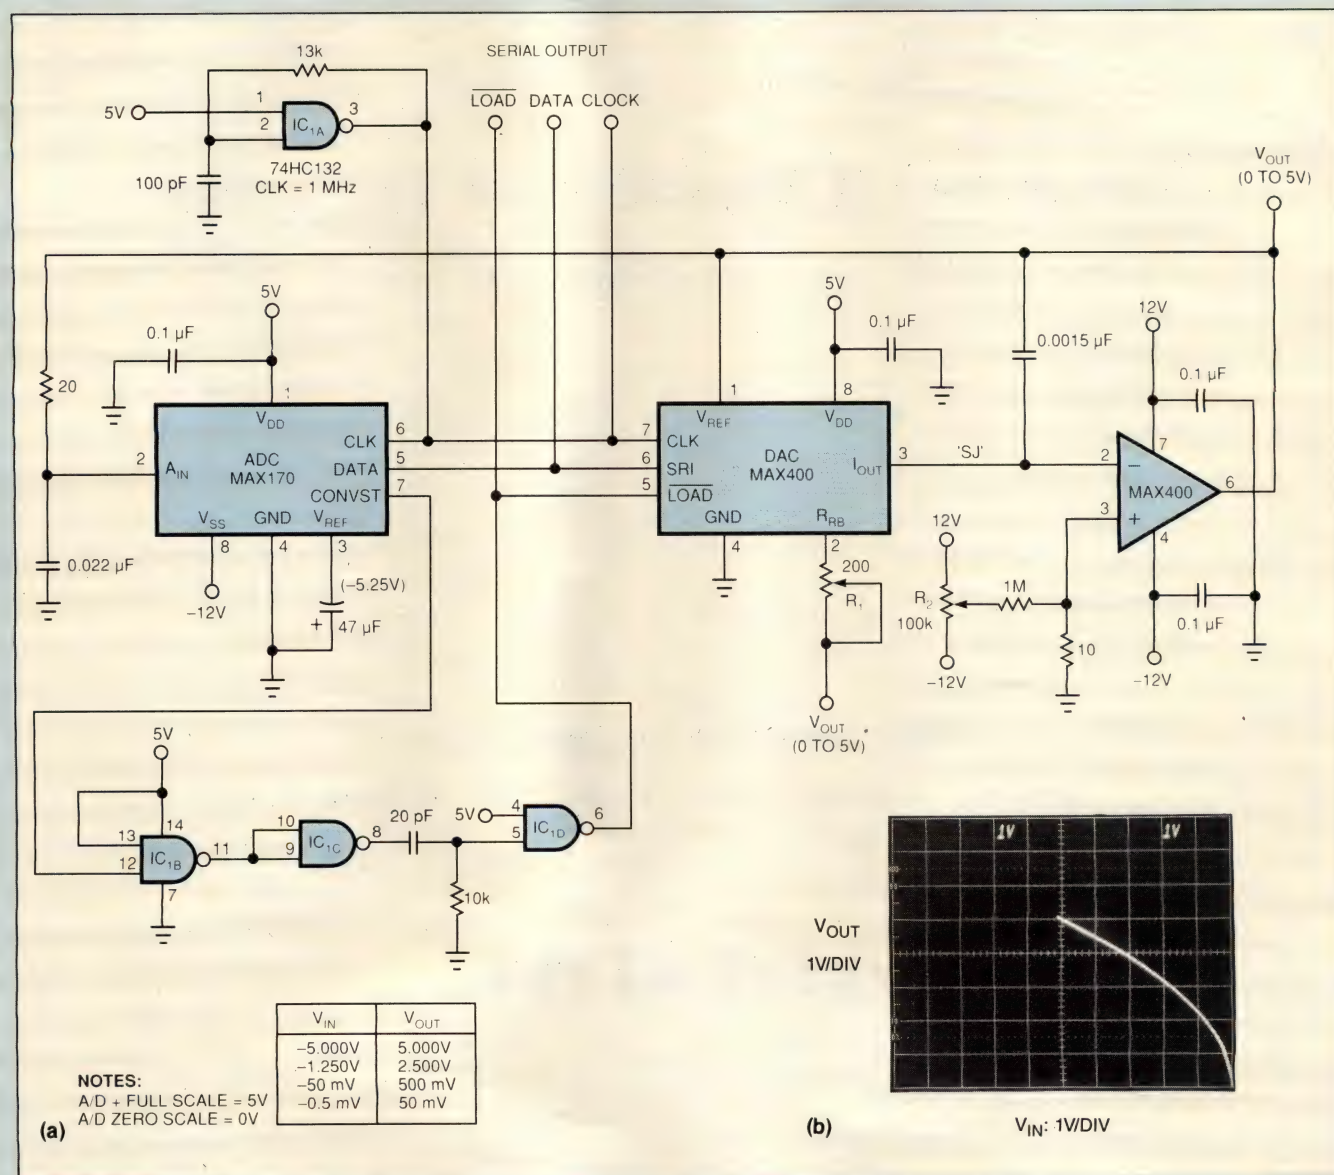 13k
SERIAL OUTPUT
LOAD DATA CLOCK
5V
1
2
3
IC1A
74HC132
CLK = 1 MHz
100 pF
VOUT
(0 TO 5V)
5V
0.1 µF
20
1
VDD
2
AIN
ADC
MAX170
CLK
6
DATA
5
CONVST
7
VSS
GND
VREF
8
4
3
0.022 µF
-12V
(-5.25V)
+
47 µF
5V
0.1 µF
1
8
VREF
VDD
7
CLK
DAC
MAX400
6
SRI
5
LOAD
IOUT
3
'SJ'
GND
RRB
4
2
200
R1
VOUT
(0 TO 5V)
0.0015 µF
12V
0.1 µF
7
2
−
MAX400
6
3
+
4
12V
R2
100k
1M
10
-12V
-12V
0.1 µF
5V
13
14
12
IC1B
11
7
10
9
IC1C
8
20 pF
10k
5V
4
5
IC1D
6
VIN VOUT
−5.000V 5.000V
−1.250V 2.500V
−50 mV 500 mV
−0.5 mV 50 mV
NOTES:
A/D + FULL SCALE = 5V
A/D ZERO SCALE = 0V
(a)
1V 1V
VOUT
1V/DIV
(b)
VIN: 1V/DIV